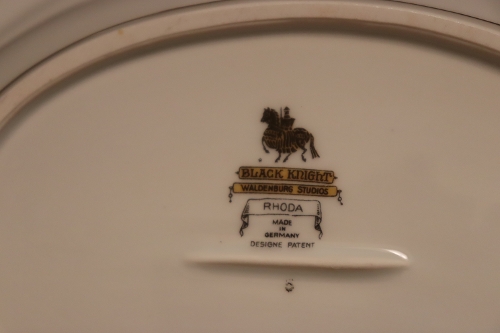 BLACK KNIGHT
WALDENBURG STUDIOS
RHODA
MADE
IN
GERMANY
DESIGNE PATENT